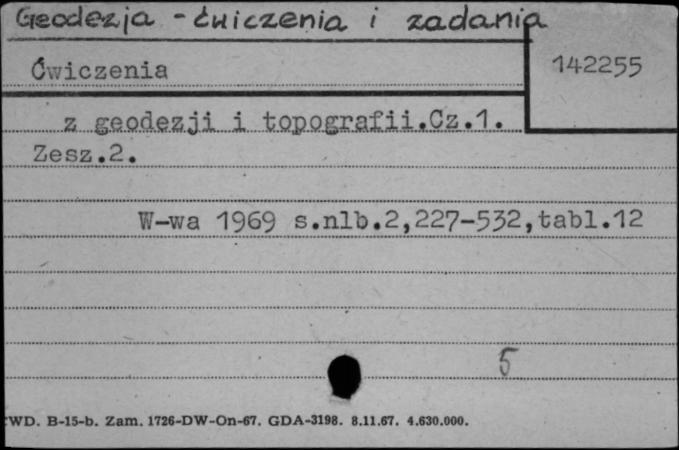 Geodezja - ćwiczenia i zadania
Ćwiczenia
142255
z geodezji i topografii.Cz.1.
Zesz.2.
W-wa 1969 s.nlb.2,227-532,tabl.12
5
WD. B-15-b. Zam. 1726-DW-On-67. GDA-3198. 8.11.67. 4.630.000.